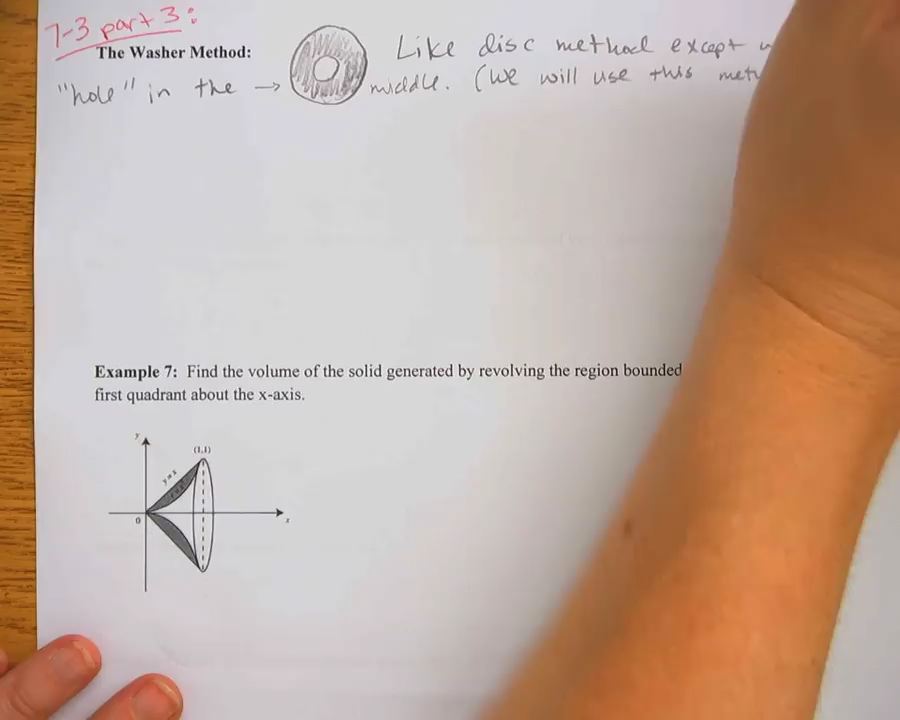 7-3 part 3:
The Washer Method:
Like disc method except
"hole" in the → middle. (we will use this
Example 7: Find the volume of the solid generated by revolving the region bounded
first quadrant about the x-axis.
y
(1,1)
y = x
0
x